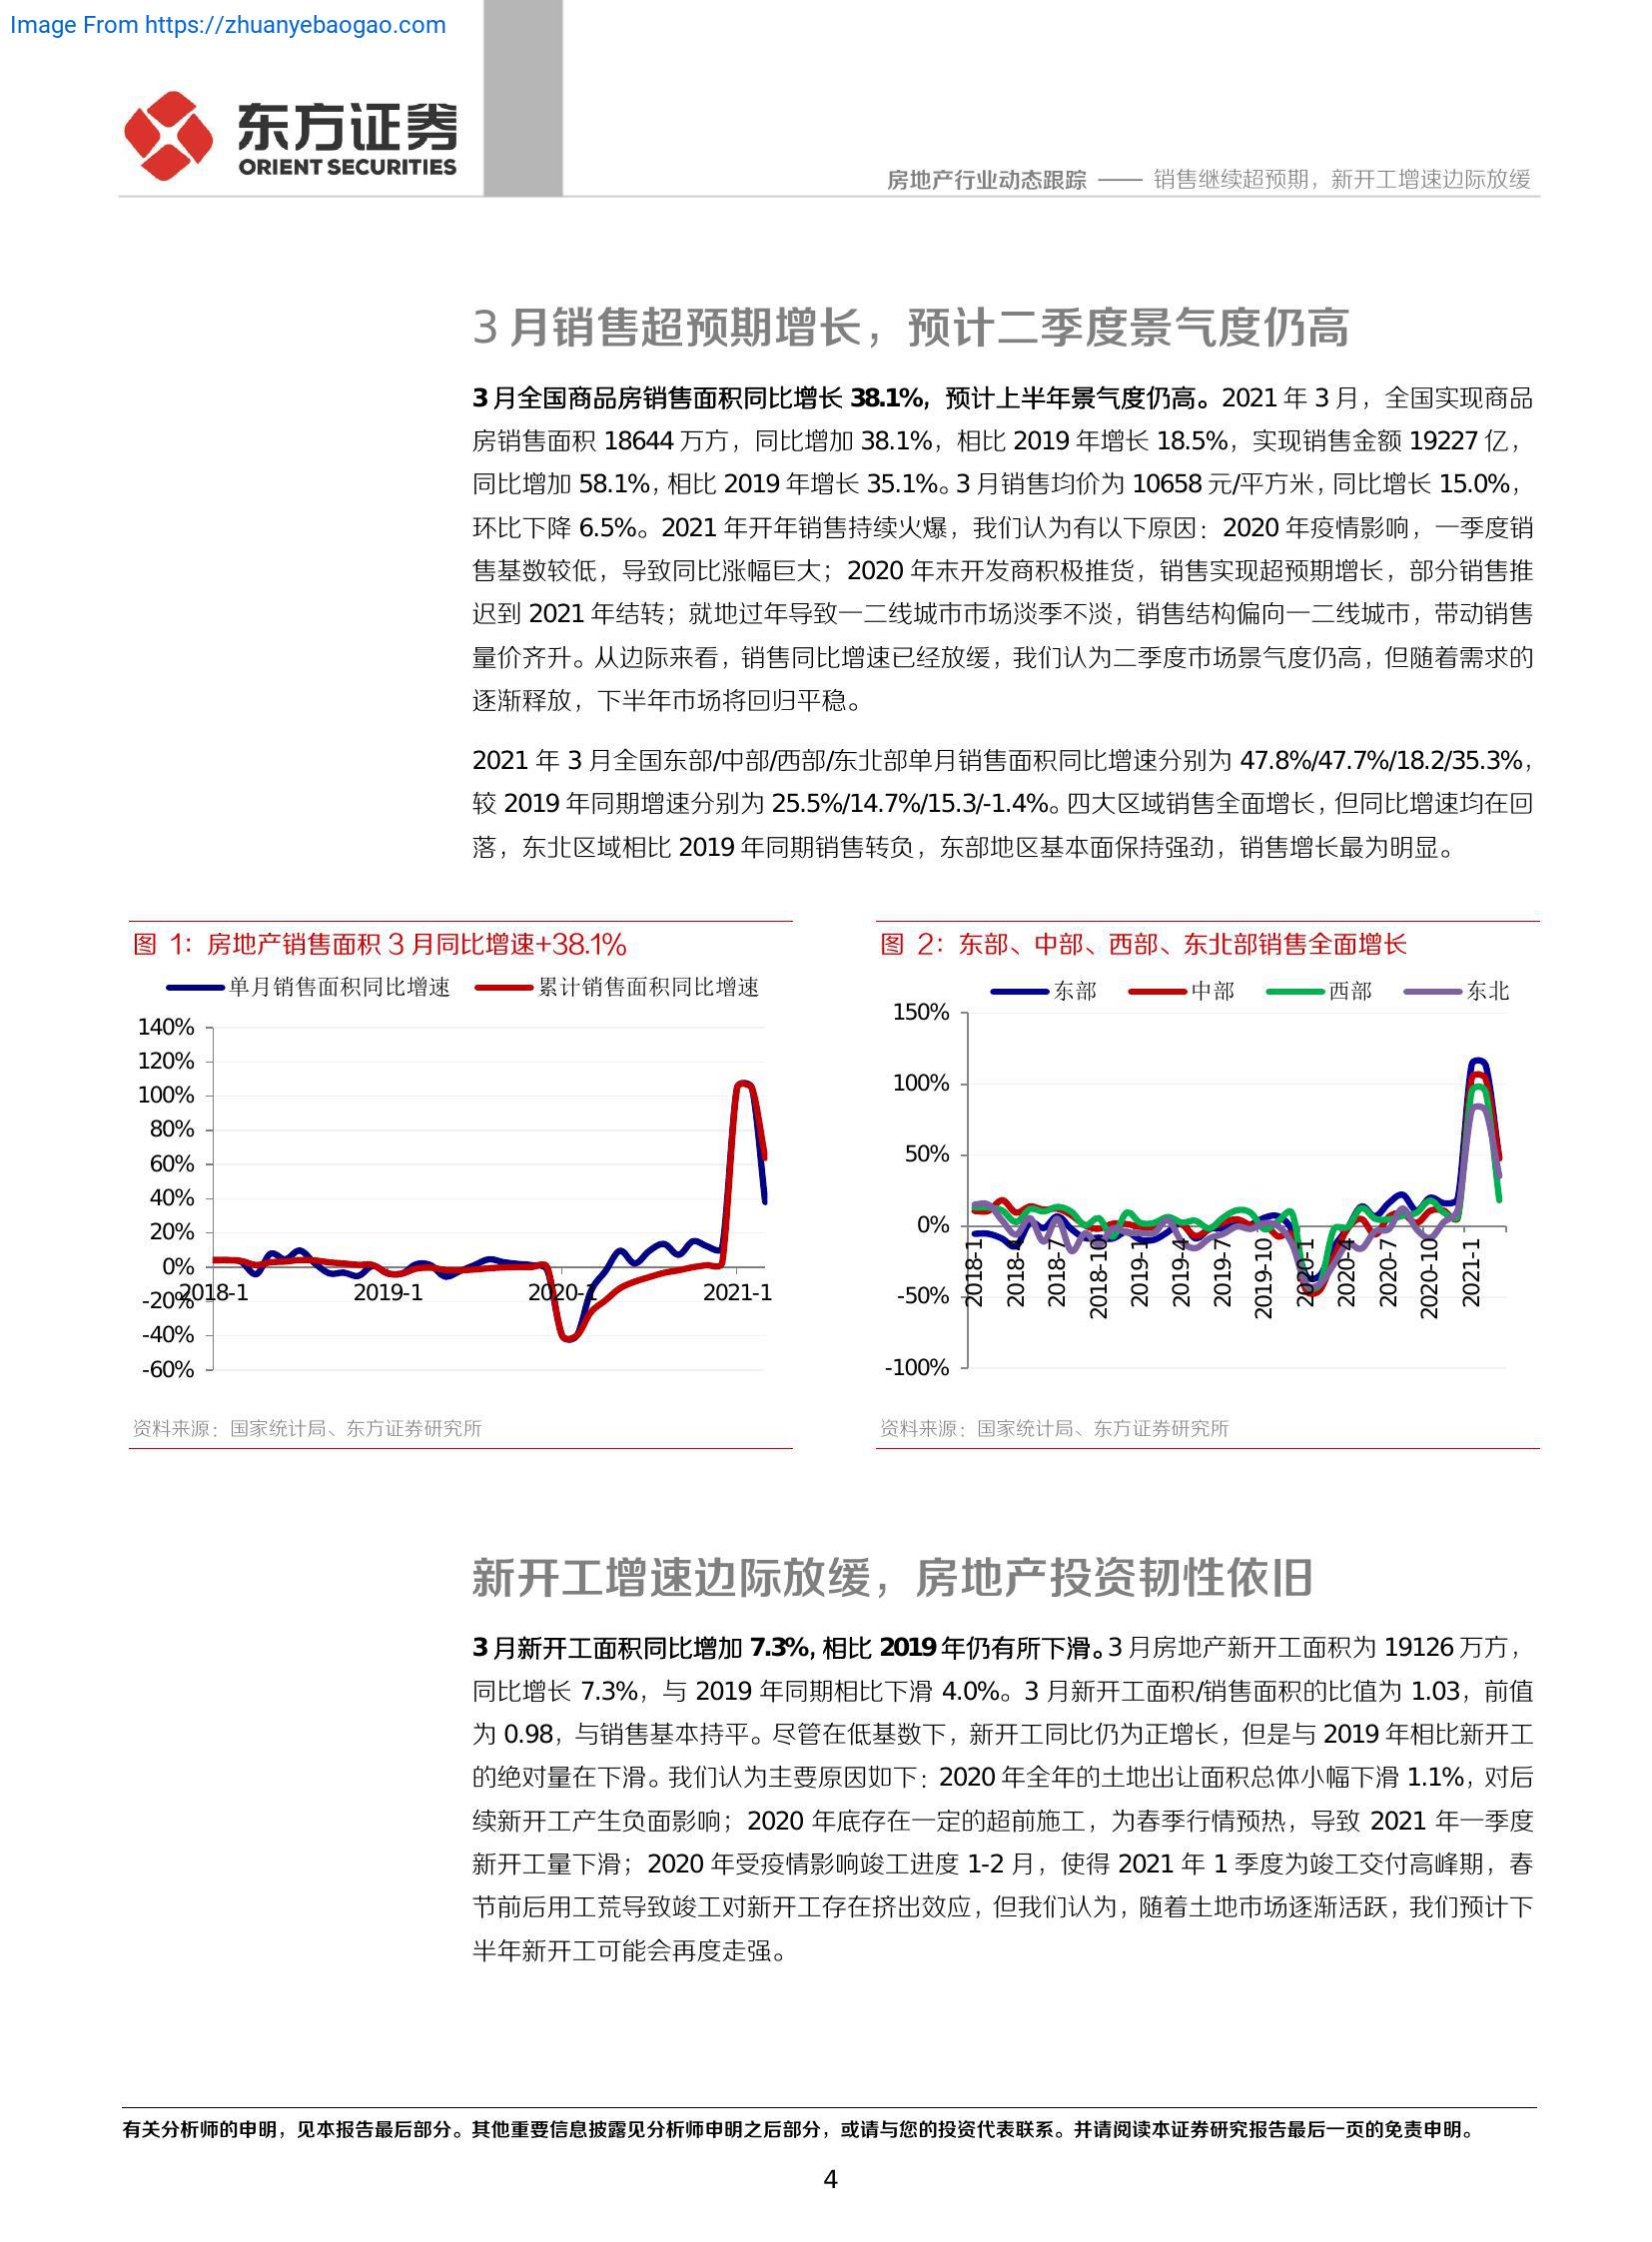 Image From https://zhuanyebaogao.com
东方证券
ORIENT SECURITIES
房地产行业动态跟踪 —— 销售继续超预期，新开工增速边际放缓
3 月销售超预期增长，预计二季度景气度仍高
3 月全国商品房销售面积同比增长 38.1%，预计上半年景气度仍高。2021 年 3 月，全国实现商品
房销售面积 18644 万方，同比增加 38.1%，相比 2019 年增长 18.5%，实现销售金额 19227 亿，
同比增加 58.1%，相比 2019 年增长 35.1%。3 月销售均价为 10658 元/平方米，同比增长 15.0%，
环比下降 6.5%。2021 年开年销售持续火爆，我们认为有以下原因：2020 年疫情影响，一季度销
售基数较低，导致同比涨幅巨大；2020 年末开发商积极推货，销售实现超预期增长，部分销售推
迟到 2021 年结转；就地过年导致一二线城市市场淡季不淡，销售结构偏向一二线城市，带动销售
量价齐升。从边际来看，销售同比增速已经放缓，我们认为二季度市场景气度仍高，但随着需求的
逐渐释放，下半年市场将回归平稳。
2021 年 3 月全国东部/中部/西部/东北部单月销售面积同比增速分别为 47.8%/47.7%/18.2/35.3%，
较 2019 年同期增速分别为 25.5%/14.7%/15.3/-1.4%。四大区域销售全面增长，但同比增速均在回
落，东北区域相比 2019 年同期销售转负，东部地区基本面保持强劲，销售增长最为明显。
图 1：房地产销售面积 3 月同比增速+38.1%
单月销售面积同比增速 累计销售面积同比增速
140%
120%
100%
80%
60%
40%
20%
0%
-20%
-40%
-60%
2018-1 2019-1 2020-1 2021-1
资料来源：国家统计局、东方证券研究所
图 2：东部、中部、西部、东北部销售全面增长
东部 中部 西部 东北
150%
100%
50%
0%
-50%
-100%
2018-1 2018-4 2018-7 2018-10 2019-1 2019-4 2019-7 2019-10 2020-1 2020-4 2020-7 2020-10 2021-1
资料来源：国家统计局、东方证券研究所
新开工增速边际放缓，房地产投资韧性依旧
3 月新开工面积同比增加 7.3%，相比 2019 年仍有所下滑。3 月房地产新开工面积为 19126 万方，
同比增长 7.3%，与 2019 年同期相比下滑 4.0%。3 月新开工面积/销售面积的比值为 1.03，前值
为 0.98，与销售基本持平。尽管在低基数下，新开工同比仍为正增长，但是与 2019 年相比新开工
的绝对量在下滑。我们认为主要原因如下：2020 年全年的土地出让面积总体小幅下滑 1.1%，对后
续新开工产生负面影响；2020 年底存在一定的超前施工，为春季行情预热，导致 2021 年一季度
新开工量下滑；2020 年受疫情影响竣工进度 1-2 月，使得 2021 年 1 季度为竣工交付高峰期，春
节前后用工荒导致竣工对新开工存在挤出效应，但我们认为，随着土地市场逐渐活跃，我们预计下
半年新开工可能会再度走强。
有关分析师的申明，见本报告最后部分。其他重要信息披露见分析师申明之后部分，或请与您的投资代表联系。并请阅读本证券研究报告最后一页的免责申明。
4